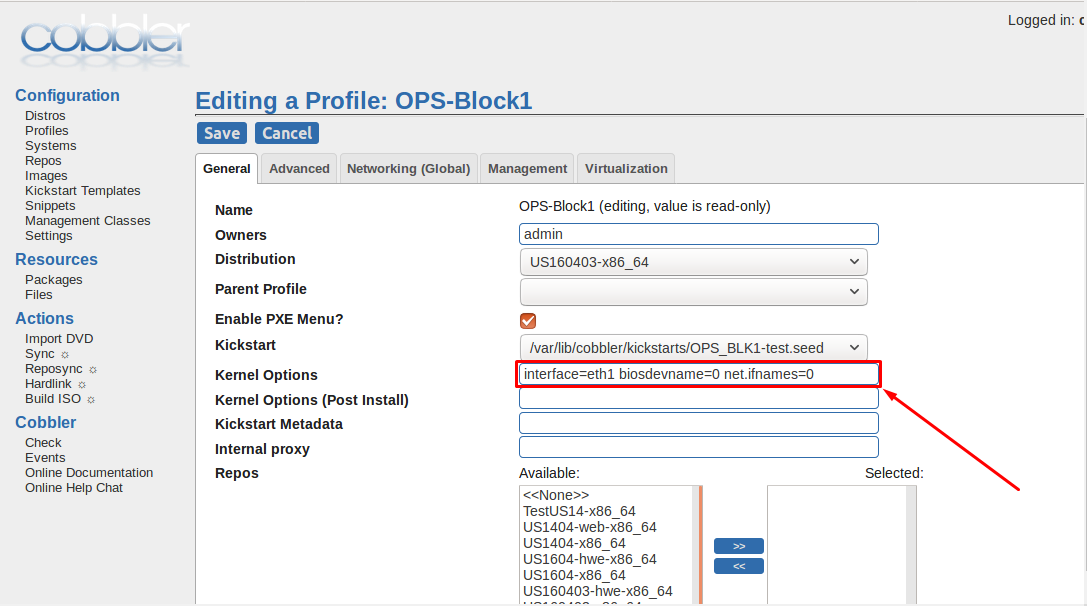 Logged in:
cobbler
Configuration
Distros
Profiles
Systems
Repos
Images
Kickstart Templates
Snippets
Management Classes
Settings
Resources
Packages
Files
Actions
Import DVD
Sync ☼
Reposync ☼
Hardlink ☼
Build ISO ☼
Cobbler
Check
Events
Online Documentation
Online Help Chat
Editing a Profile: OPS-Block1
Save Cancel
General Advanced Networking (Global) Management Virtualization
Name OPS-Block1 (editing, value is read-only)
Owners admin
Distribution US160403-x86_64
Parent Profile
Enable PXE Menu?
Kickstart /var/lib/cobbler/kickstarts/OPS_BLK1-test.seed
Kernel Options interface=eth1 biosdevname=0 net.ifnames=0
Kernel Options (Post Install)
Kickstart Metadata
Internal proxy
Repos Available: Selected:
<<None>>
TestUS14-x86_64
US1404-web-x86_64
US1404-x86_64
US1604-hwe-x86_64
US1604-x86_64
US160403-hwe-x86_64
>>
<<